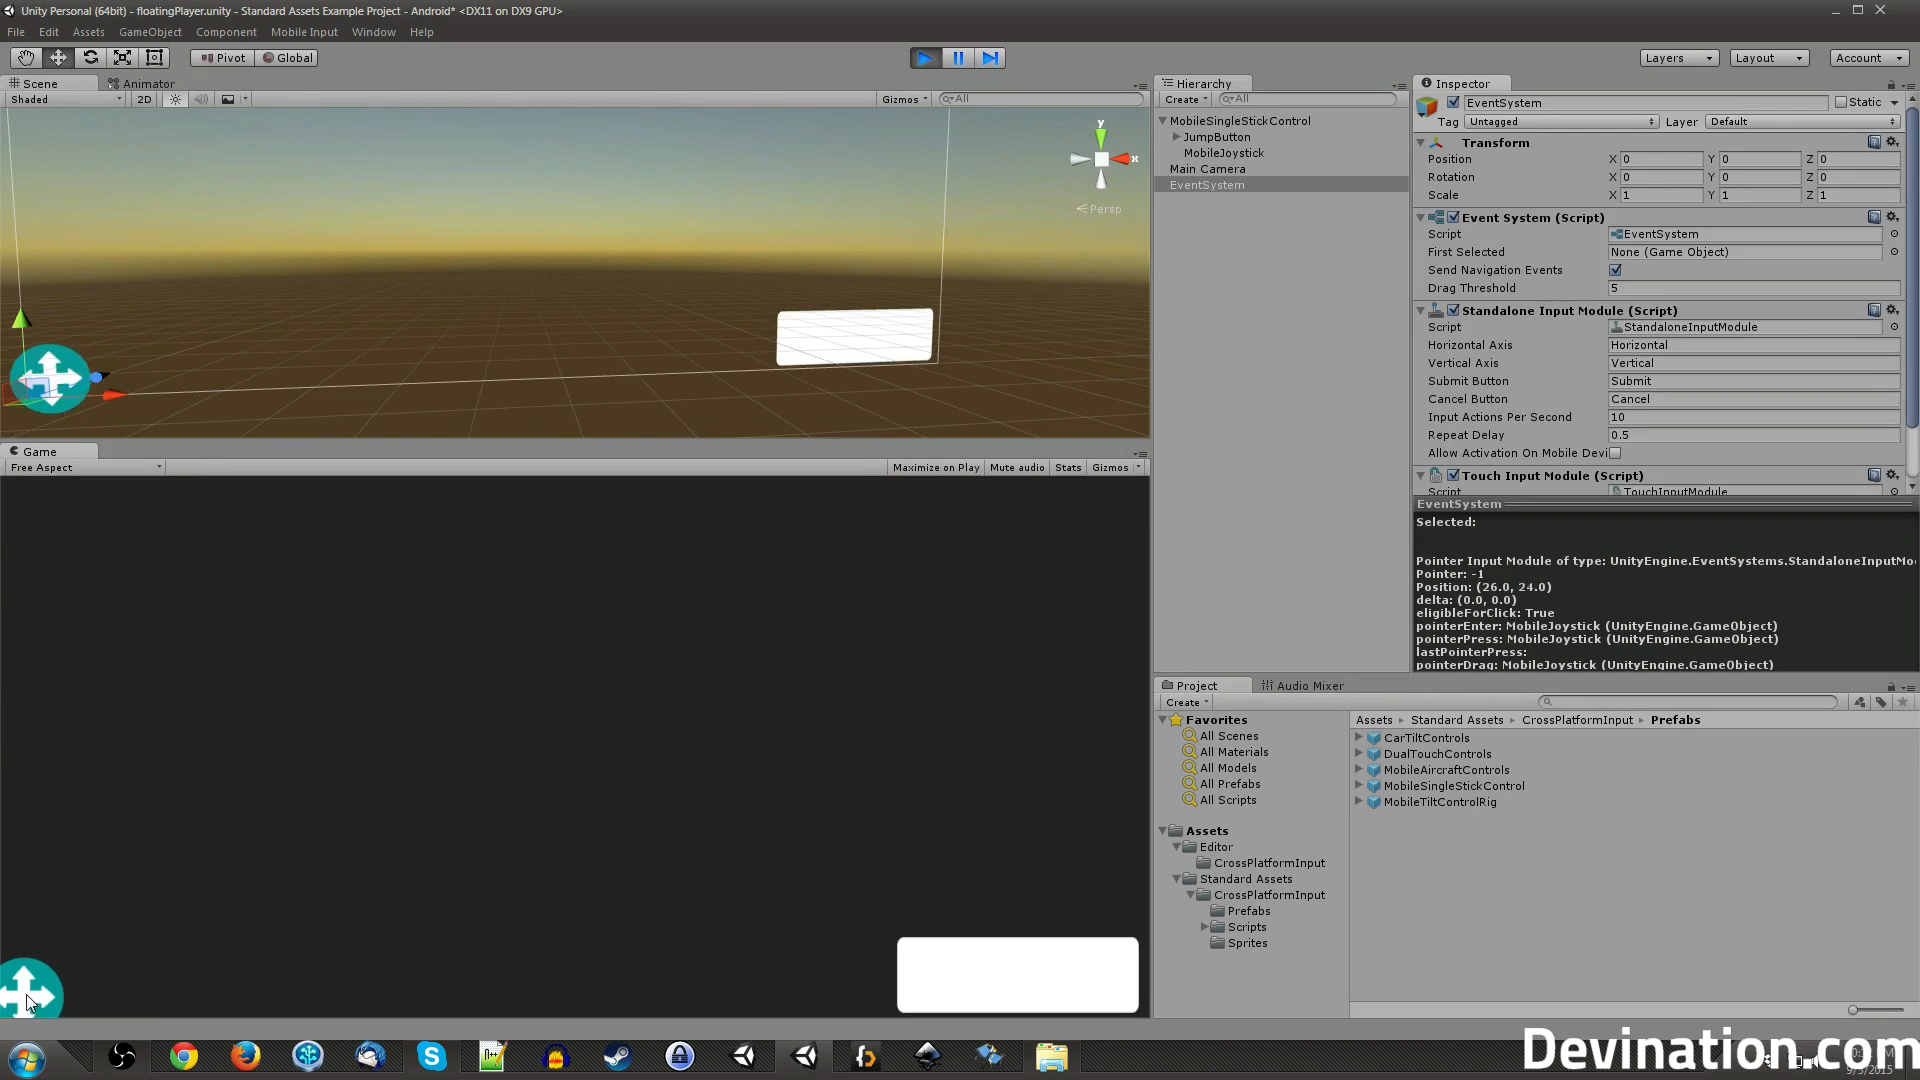 Unity Personal (64bit) - floatingPlayer.unity - Standard Assets Example Project - Android* <DX11 on DX9 GPU>
File Edit Assets GameObject Component Mobile Input Window Help
Pivot Global Layers Layout Account
Scene Animator
Shaded 2D Gizmos All
y
x
Persp
Game
Free Aspect Maximize on Play Mute audio Stats Gizmos
Hierarchy
Create All
MobileSingleStickControl
JumpButton
MobileJoystick
Main Camera
EventSystem
Inspector
EventSystem Static
Tag Untagged Layer Default
Transform
Position X 0 Y 0 Z 0
Rotation X 0 Y 0 Z 0
Scale X 1 Y 1 Z 1
Event System (Script)
Script EventSystem
First Selected None (Game Object)
Send Navigation Events
Drag Threshold 5
Standalone Input Module (Script)
Script StandaloneInputModule
Horizontal Axis Horizontal
Vertical Axis Vertical
Submit Button Submit
Cancel Button Cancel
Input Actions Per Second 10
Repeat Delay 0.5
Allow Activation On Mobile Devi
Touch Input Module (Script)
Script TouchInputModule
EventSystem
Selected:
Pointer Input Module of type: UnityEngine.EventSystems.StandaloneInputMo
Pointer: -1
Position: (26.0, 24.0)
delta: (0.0, 0.0)
eligibleForClick: True
pointerEnter: MobileJoystick (UnityEngine.GameObject)
pointerPress: MobileJoystick (UnityEngine.GameObject)
lastPointerPress:
pointerDrag: MobileJoystick (UnityEngine.GameObject)
Project Audio Mixer
Create
Favorites
All Scenes
All Materials
All Models
All Prefabs
All Scripts
Assets
Editor
CrossPlatformInput
Standard Assets
CrossPlatformInput
Prefabs
Scripts
Sprites
Assets Standard Assets CrossPlatformInput Prefabs
CarTiltControls
DualTouchControls
MobileAircraftControls
MobileSingleStickControl
MobileTiltControlRig
Devination.com